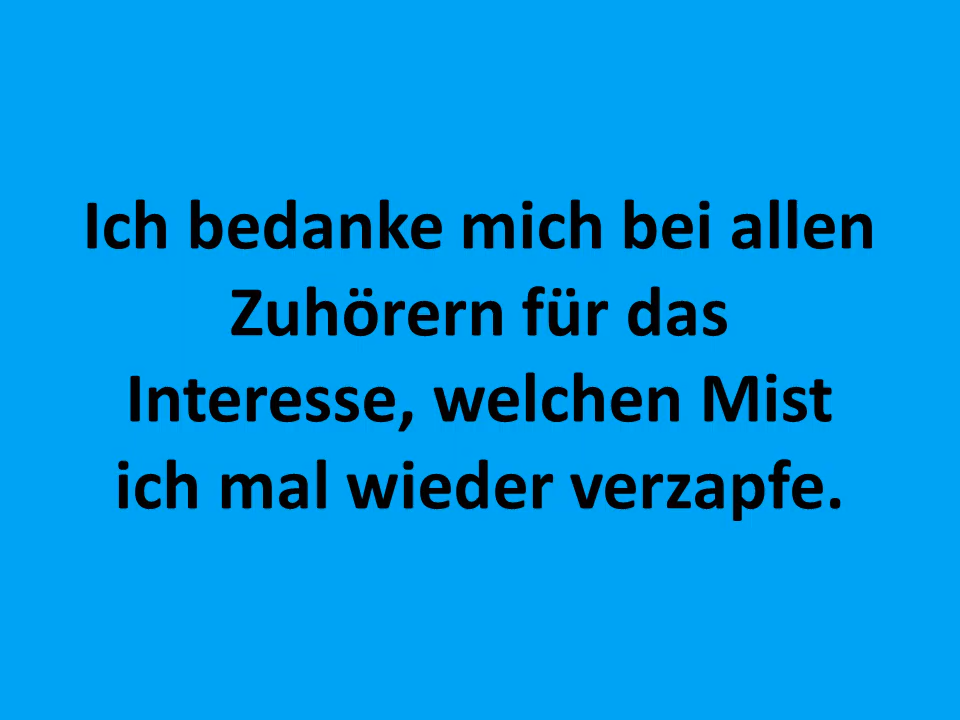 Ich bedanke mich bei allen
Zuhörern für das
Interesse, welchen Mist
ich mal wieder verzapfe.